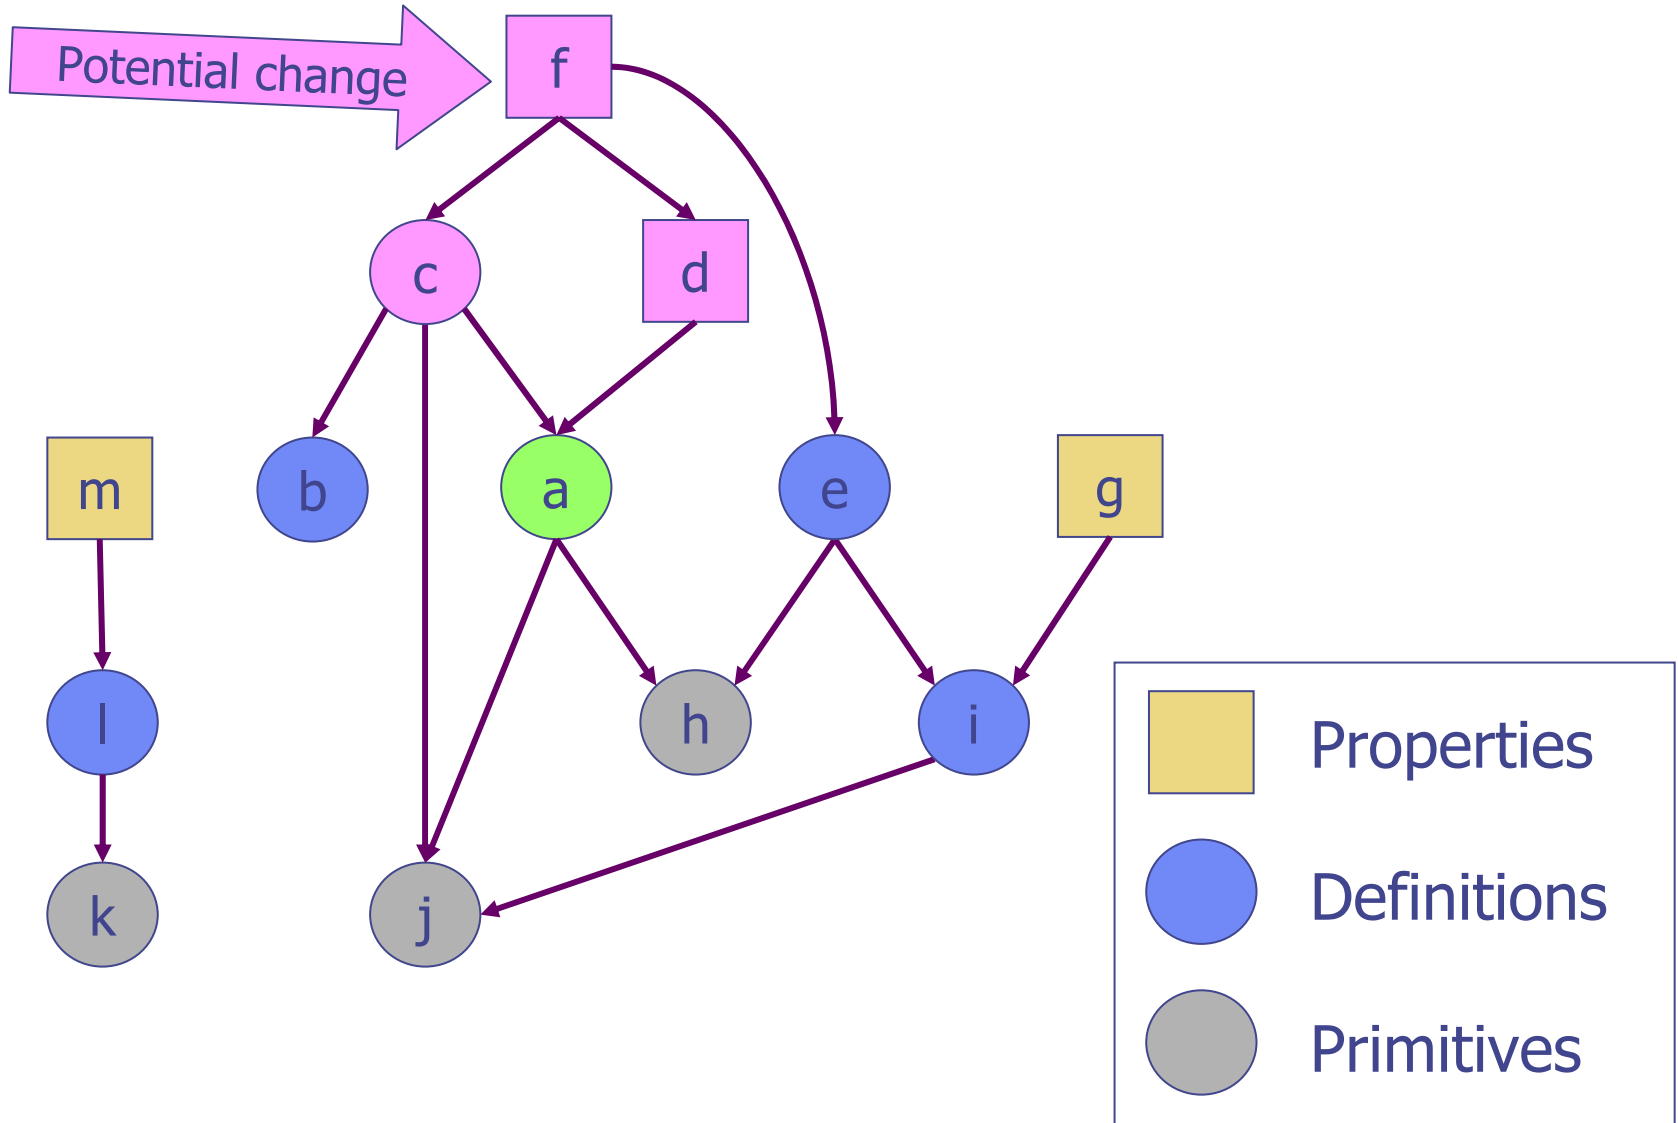 Potential change
f
c
d
m
b
a
e
g
l
h
i
k
j
Properties
Definitions
Primitives